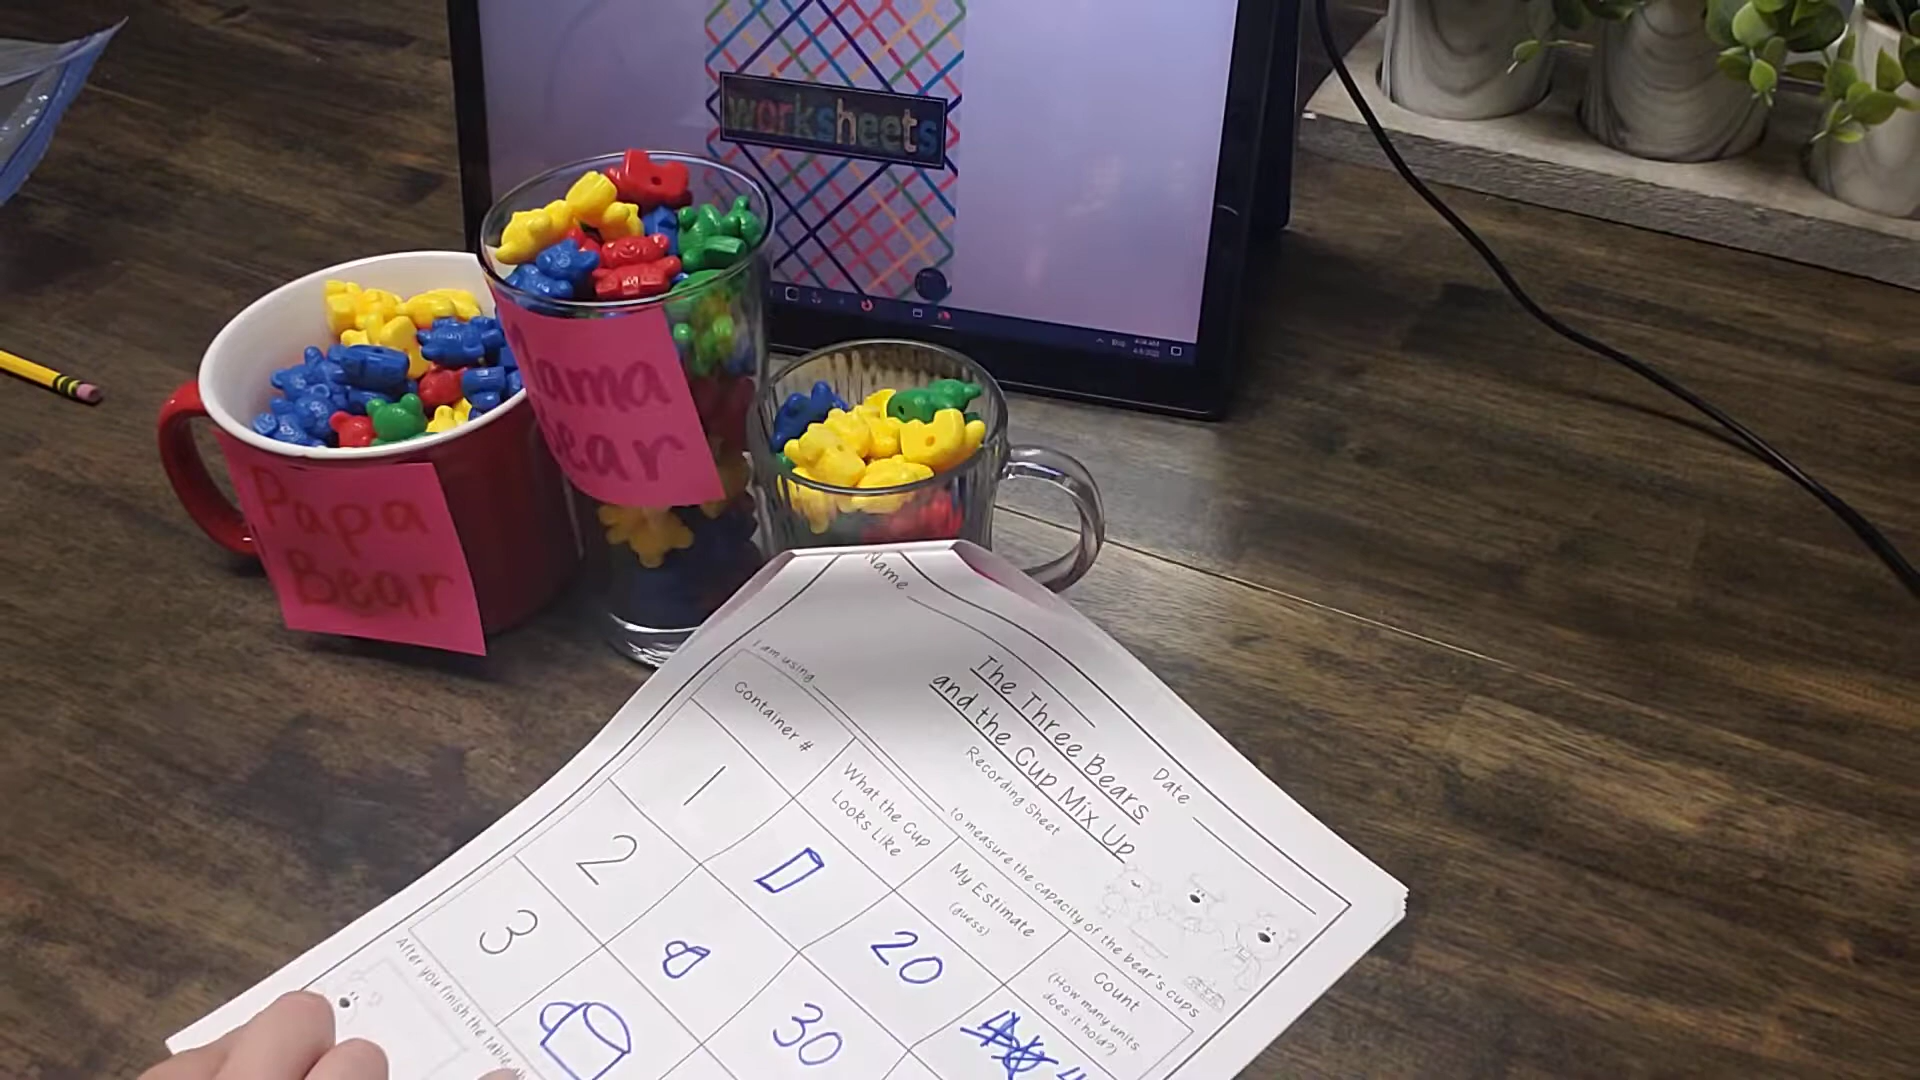 worksheets
Papa
Bear
Mama
Bear
Name
Date
The Three Bears
and the Cup Mix Up
Recording Sheet
I am using
to measure the capacity of the bear's cups
Container #
What the Cup
Looks Like
My Estimate
(guess)
Count
(How many units
does it hold?)
1
20
2
30
3
After you finish the table,